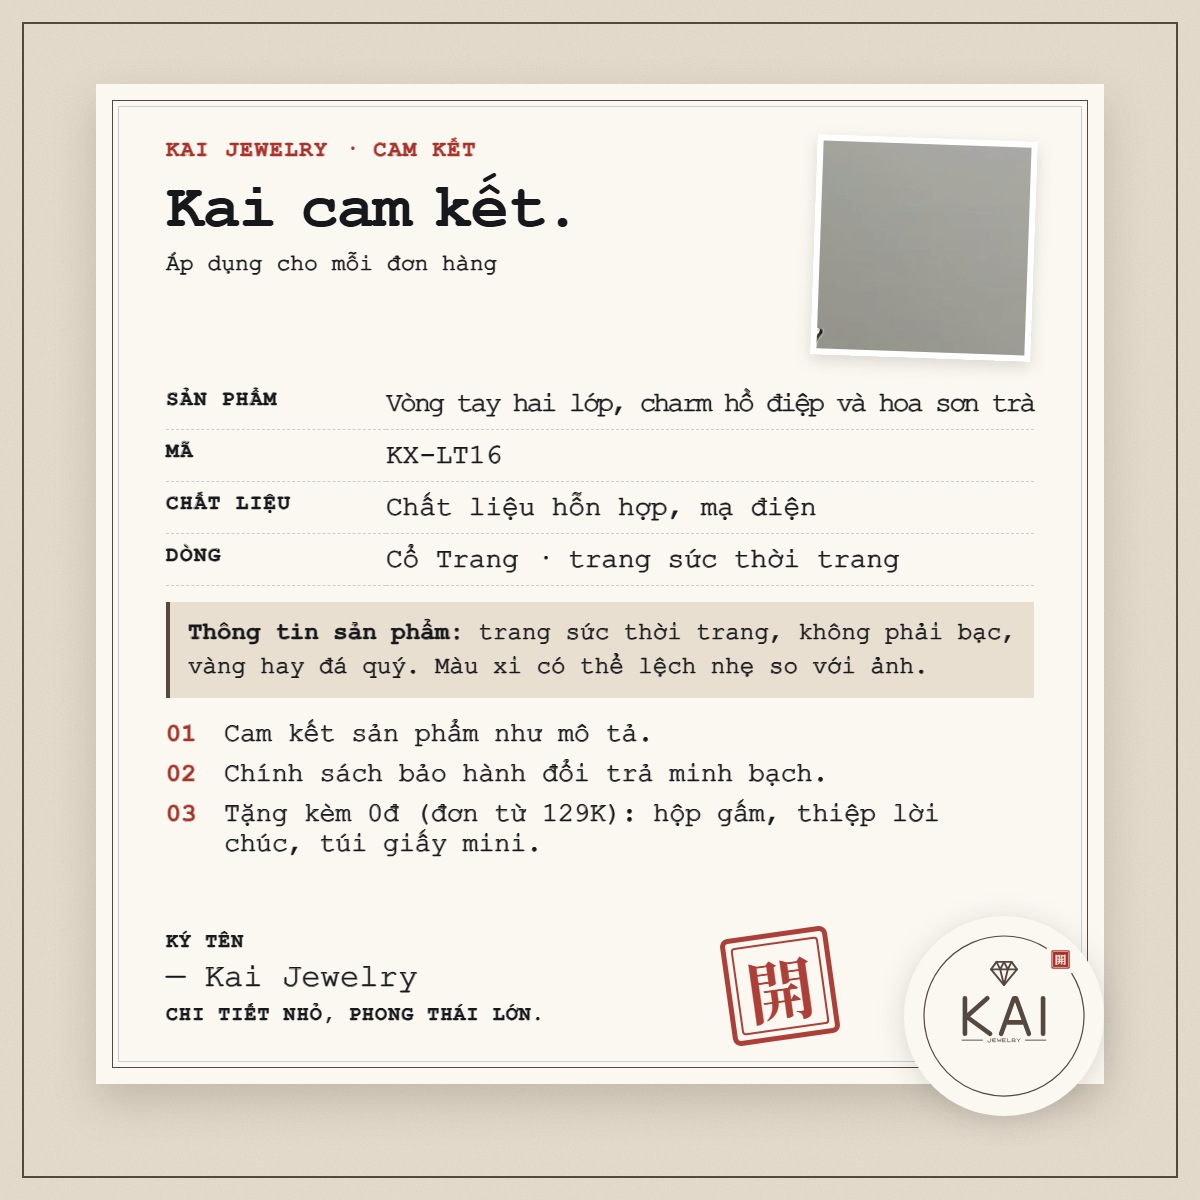 KAI JEWELRY · CAM KẾT
Kai cam kết.
Áp dụng cho mỗi đơn hàng
SẢN PHẨM
Vòng tay hai lớp, charm hồ điệp và hoa sơn trà
MÃ
KX-LT16
CHẤT LIỆU
Chất liệu hỗn hợp, mạ điện
DÒNG
Cổ Trang · trang sức thời trang
Thông tin sản phẩm: trang sức thời trang, không phải bạc,
vàng hay đá quý. Màu xi có thể lệch nhẹ so với ảnh.
01 Cam kết sản phẩm như mô tả.
02 Chính sách bảo hành đổi trả minh bạch.
03 Tặng kèm 0đ (đơn từ 129K): hộp gấm, thiệp lời
chúc, túi giấy mini.
KÝ TÊN
— Kai Jewelry
CHI TIẾT NHỎ, PHONG THÁI LỚN.
開
開
KAI
JEWELRY